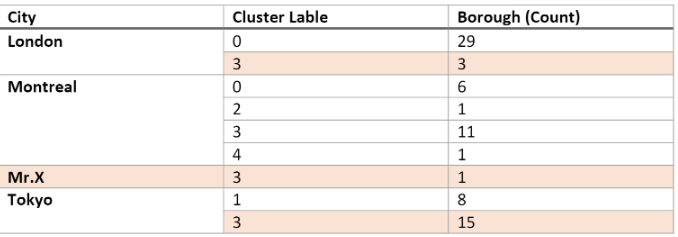 City Cluster Lable Borough (Count)
London 0 29
3 3
Montreal 0 6
2 1
3 11
4 1
Mr.X 3 1
Tokyo 1 8
3 15